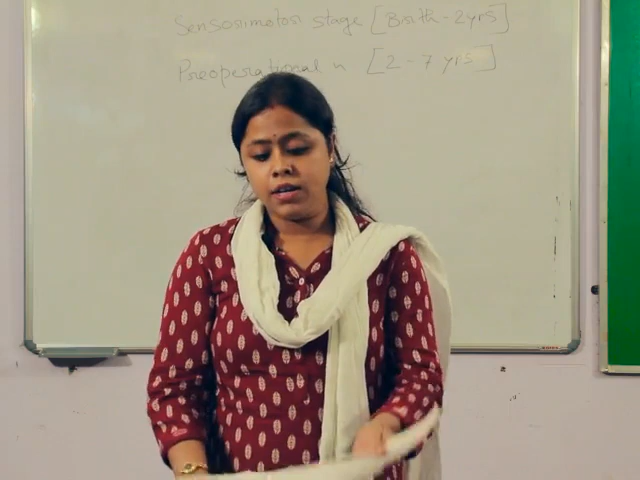 Sensorimotor stage [Birth - 2yrs]
Preoperational " [2 - 7 yrs]